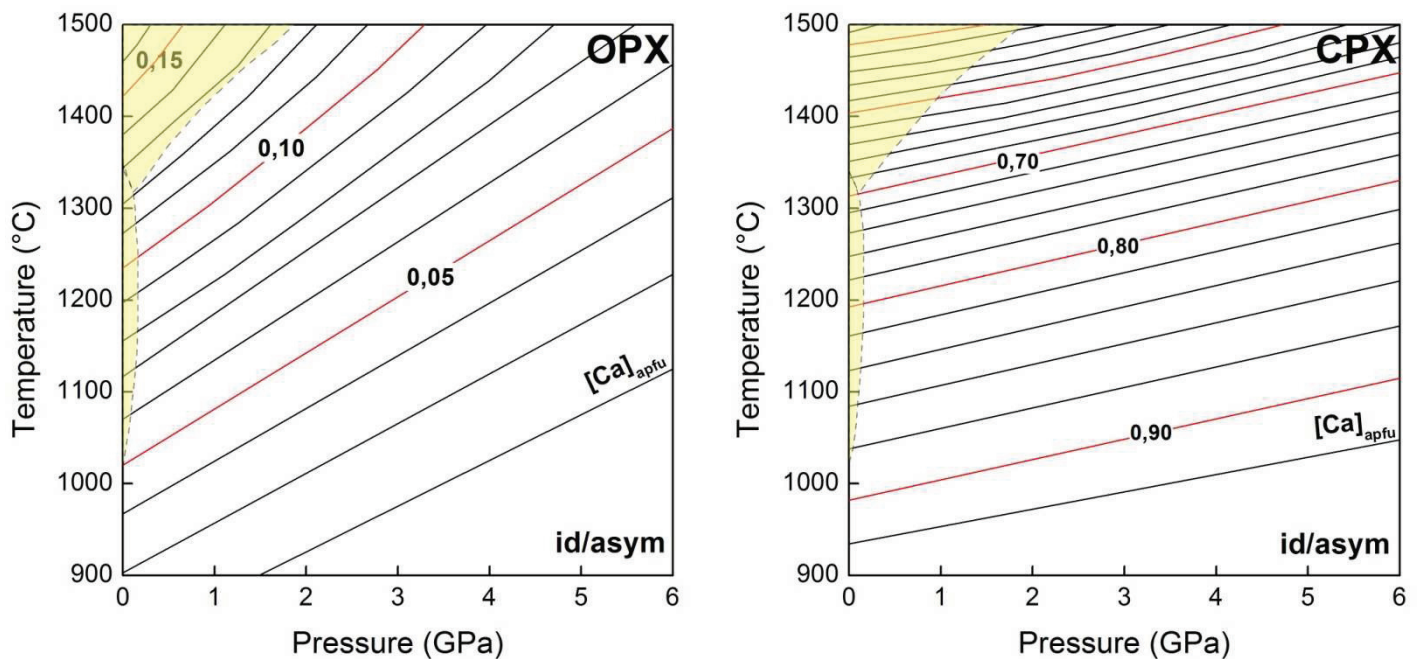 1500
1400
1300
1200
1100
1000
900
Temperature (°C)
0,15
OPX
0,10
0,05
[Ca]apfu
id/asym
0 1 2 3 4 5 6
Pressure (GPa)
1500
1400
1300
1200
1100
1000
900
Temperature (°C)
CPX
0,70
0,80
0,90
[Ca]apfu
id/asym
0 1 2 3 4 5 6
Pressure (GPa)